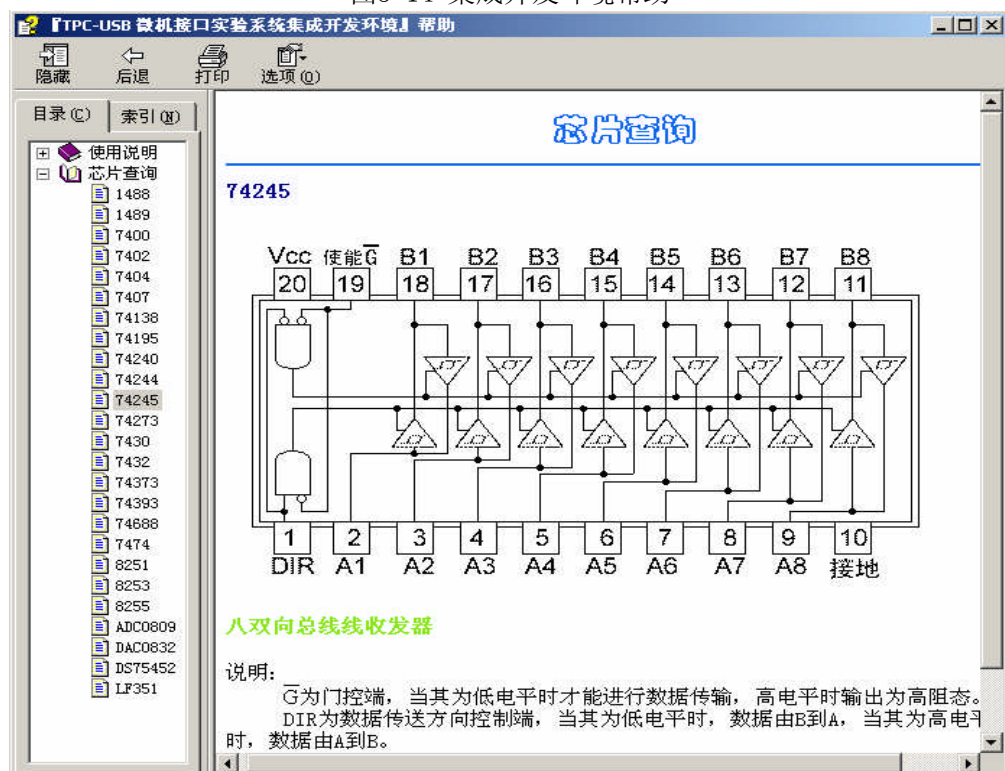 『TPC-USB 微机接口实验系统集成开发环境』帮助
隐藏 后退 打印 选项(O)
目录(C) 索引(N)
使用说明
芯片查询
1488
1489
7400
7402
7404
7407
74138
74195
74240
74244
74245
74273
7430
7432
74373
74393
74688
7474
8251
8253
8255
ADC0809
DAC0832
DS75452
LF351
芯片查询
74245
Vcc 使能G̅ B1 B2 B3 B4 B5 B6 B7 B8
20 19 18 17 16 15 14 13 12 11
1 2 3 4 5 6 7 8 9 10
DIR A1 A2 A3 A4 A5 A6 A7 A8 接地
八双向总线线收发器
说明:
G̅为门控端，当其为低电平时才能进行数据传输，高电平时输出为高阻态。
DIR为数据传送方向控制端，当其为低电平时，数据由B到A，当其为高电平
时，数据由A到B。